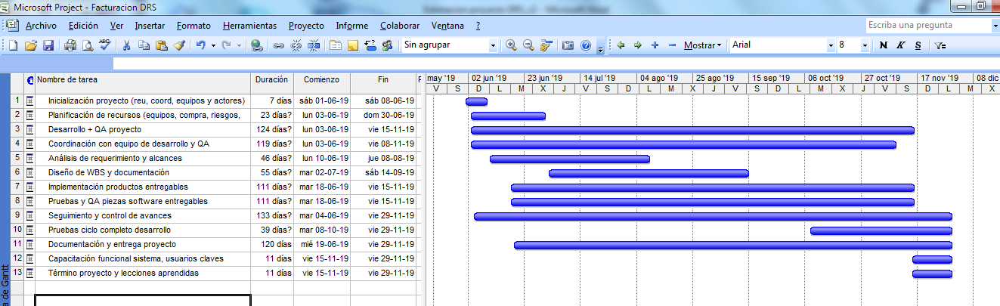 Microsoft Project - Facturacion DRS
Archivo Edición Ver Insertar Formato Herramientas Proyecto Informe Colaborar Ventana ? Escriba una pregunta
Sin agrupar Mostrar Arial 8 N K S
Nombre de tarea Duración Comienzo Fin P may '19 02 jun '19 23 jun '19 14 jul '19 04 ago '19 25 ago '19 15 sep '19 06 oct '19 27 oct '19 17 nov '19 08 dic
V S D L M X J V S D L M X J V S D L M X
1 Inicialización proyecto (reu, coord, equipos y actores) 7 días sáb 01-06-19 sáb 08-06-19
2 Planificación de recursos (equipos, compra, riesgos, 23 días? lun 03-06-19 dom 30-06-19
3 Desarrollo + QA proyecto 124 días? lun 03-06-19 vie 15-11-19
4 Coordinación con equipo de desarrollo y QA 119 días? lun 03-06-19 vie 08-11-19
5 Análisis de requerimiento y alcances 46 días? lun 10-06-19 jue 08-08-19
6 Diseño de WBS y documentación 55 días? mar 02-07-19 sáb 14-09-19
7 Implementación productos entregables 111 días? mar 18-06-19 vie 15-11-19
8 Pruebas y QA piezas software entregables 111 días? mar 18-06-19 vie 15-11-19
9 Seguimiento y control de avances 133 días? mar 04-06-19 vie 29-11-19
10 Pruebas ciclo completo desarrollo 39 días? mar 08-10-19 vie 29-11-19
11 Documentación y entrega proyecto 120 días mié 19-06-19 vie 29-11-19
12 Capacitación funcional sistema, usuarios claves 11 días vie 15-11-19 vie 29-11-19
13 Término proyecto y lecciones aprendidas 11 días vie 15-11-19 vie 29-11-19
a de Gantt